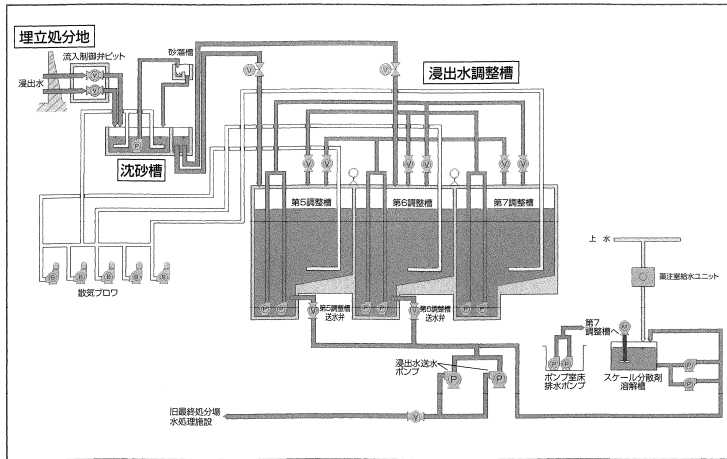 埋立処分地
流入制御弁ピット
浸出水
砂溜槽
沈砂槽
浸出水調整槽
第5調整槽
第6調整槽
第7調整槽
散気ブロワ
第5調整槽
送水弁
第6調整槽
送水弁
上水
薬注室給水ユニット
第7
調整槽へ
ポンプ室床
排水ポンプ
スケール分散剤
溶解槽
浸出水送水
ポンプ
旧最終処分場
水処理施設
V
V
P
V
V
V
V
V
V
V
V
B
B
B
B
B
P
P
P
P
P
P
V
V
P
P
V
P
P
M
P
P